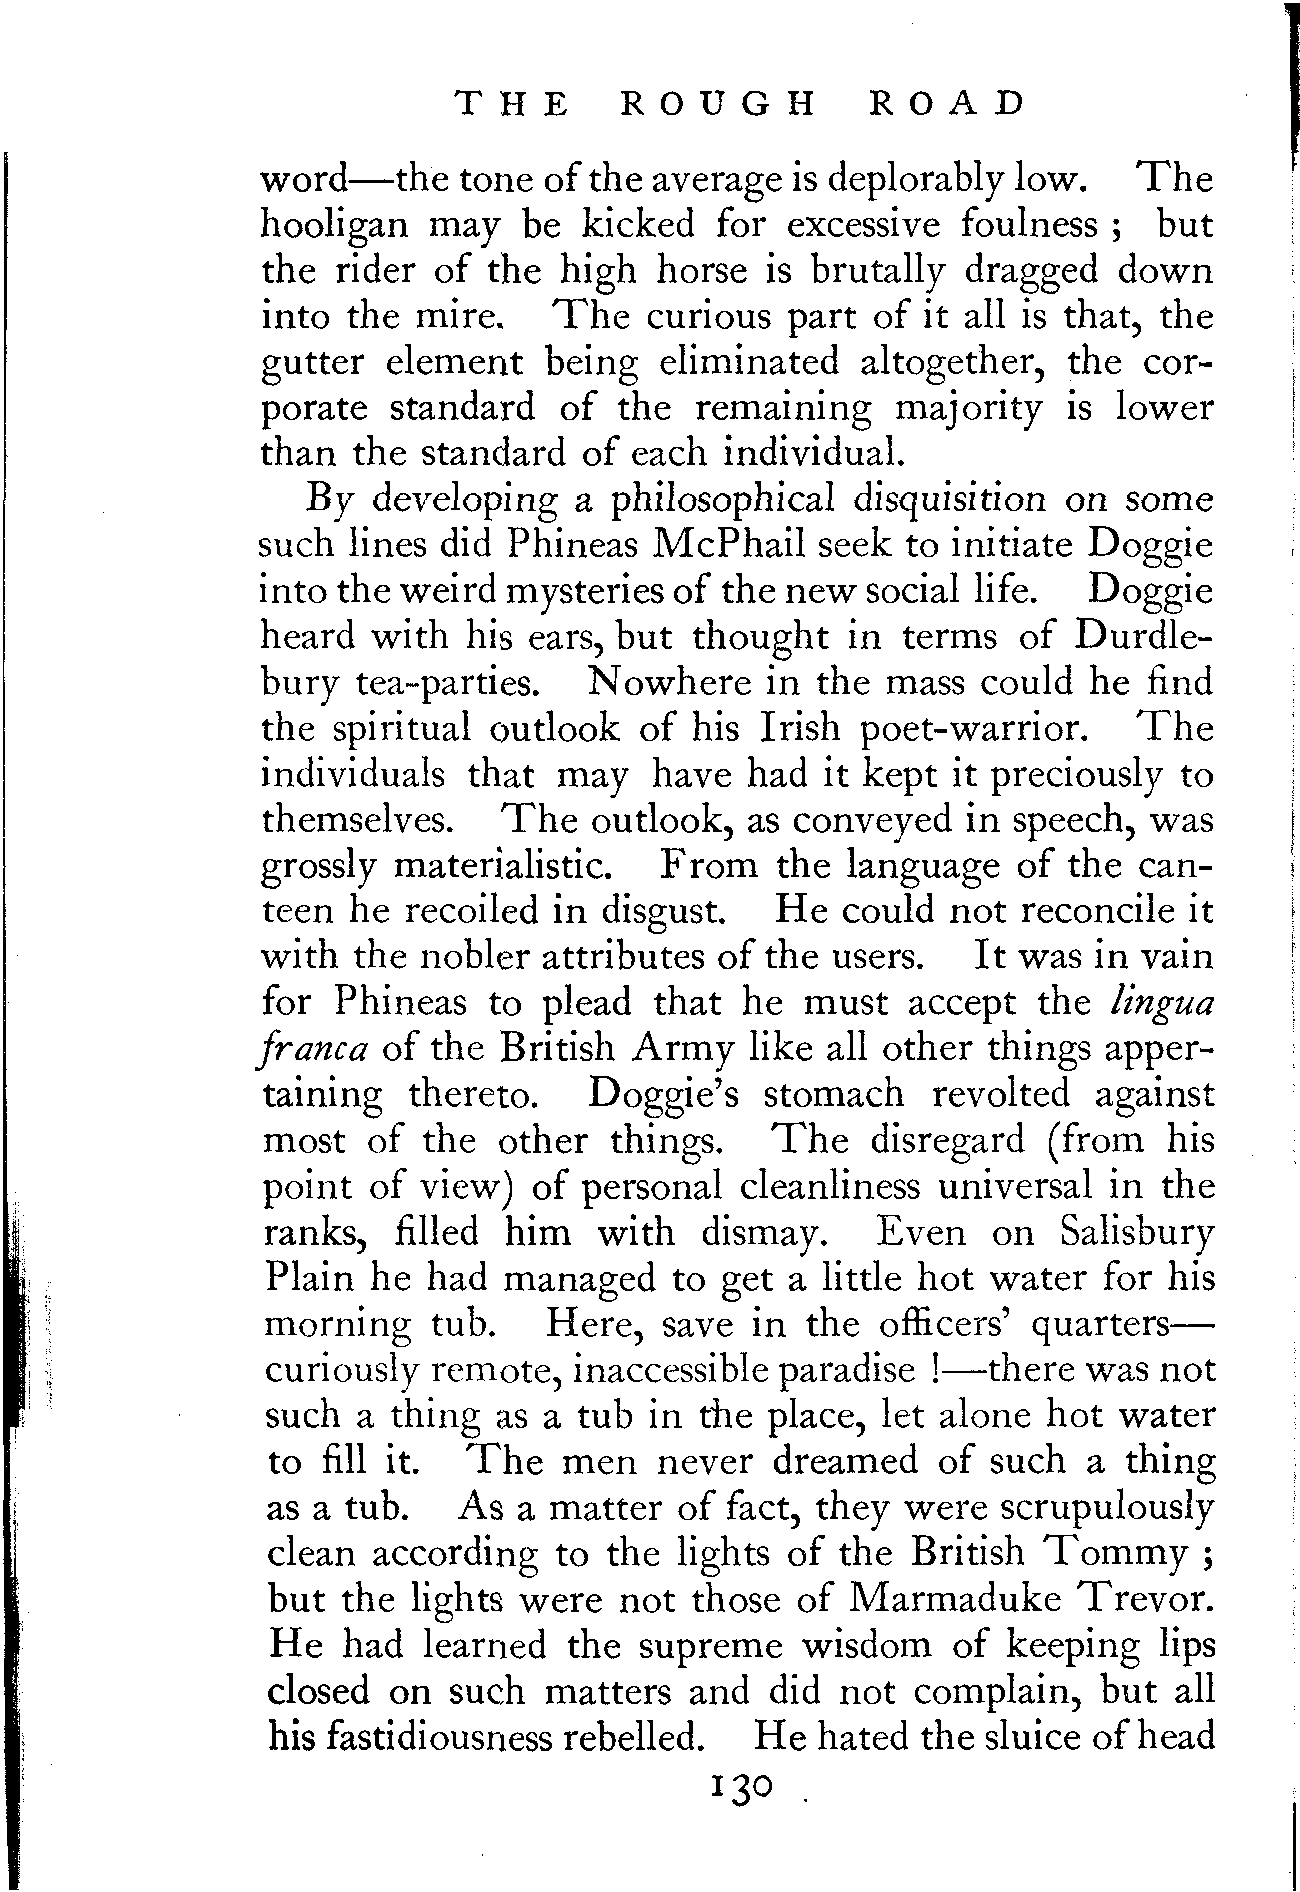 THE ROUGH ROAD
word—the tone of the average is deplorably low. The
hooligan may be kicked for excessive foulness ; but
the rider of the high horse is brutally dragged down
into the mire. The curious part of it all is that, the
gutter element being eliminated altogether, the cor-
porate standard of the remaining majority is lower
than the standard of each individual.
By developing a philosophical disquisition on some
such lines did Phineas McPhail seek to initiate Doggie
into the weird mysteries of the new social life. Doggie
heard with his ears, but thought in terms of Durdle-
bury tea-parties. Nowhere in the mass could he find
the spiritual outlook of his Irish poet-warrior. The
individuals that may have had it kept it preciously to
themselves. The outlook, as conveyed in speech, was
grossly materialistic. From the language of the can-
teen he recoiled in disgust. He could not reconcile it
with the nobler attributes of the users. It was in vain
for Phineas to plead that he must accept the lingua
franca of the British Army like all other things apper-
taining thereto. Doggie's stomach revolted against
most of the other things. The disregard (from his
point of view) of personal cleanliness universal in the
ranks, filled him with dismay. Even on Salisbury
Plain he had managed to get a little hot water for his
morning tub. Here, save in the officers' quarters—
curiously remote, inaccessible paradise !—there was not
such a thing as a tub in the place, let alone hot water
to fill it. The men never dreamed of such a thing
as a tub. As a matter of fact, they were scrupulously
clean according to the lights of the British Tommy ;
but the lights were not those of Marmaduke Trevor.
He had learned the supreme wisdom of keeping lips
closed on such matters and did not complain, but all
his fastidiousness rebelled. He hated the sluice of head
130